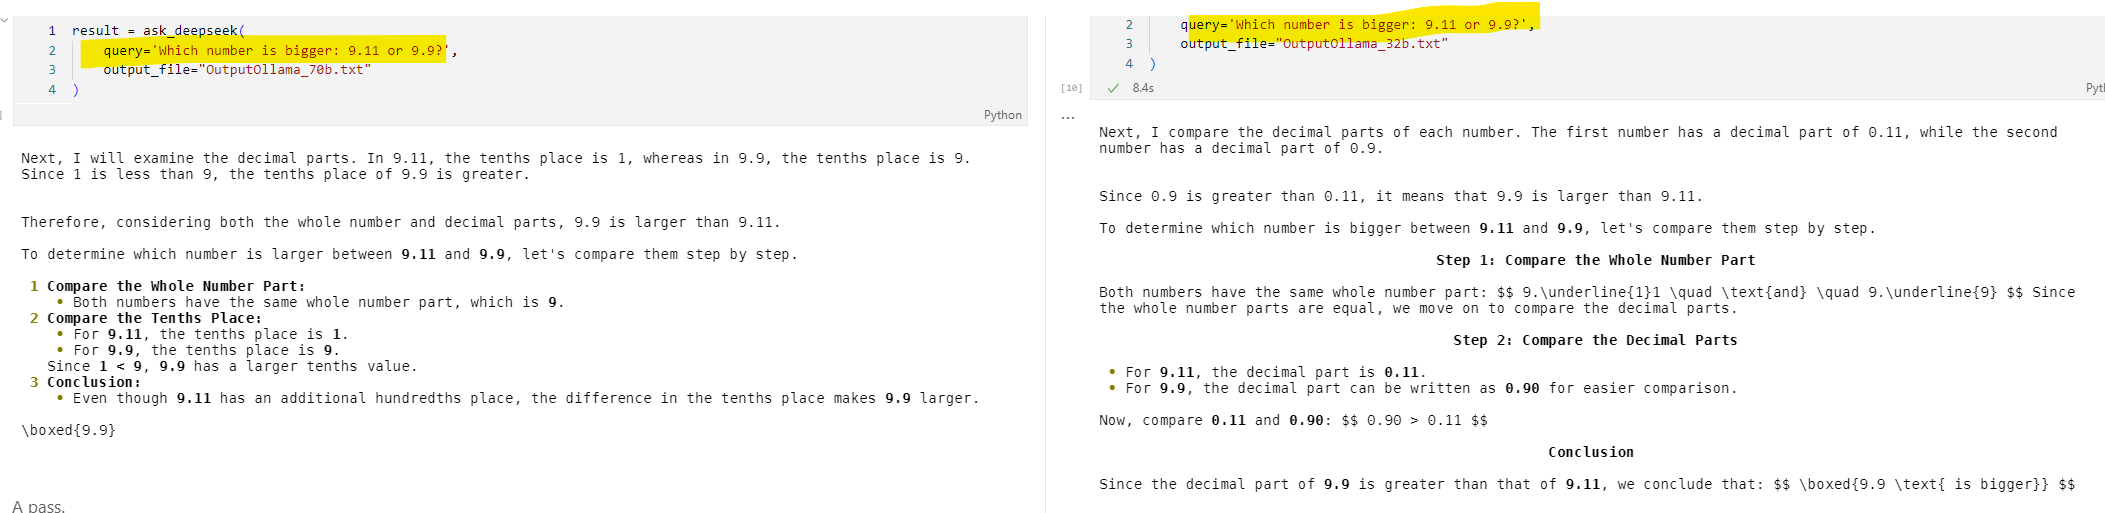 1 result = ask_deepseek(
2 query='Which number is bigger: 9.11 or 9.9?',
3 output_file="OutputOllama_70b.txt"
4 )
Python
Next, I will examine the decimal parts. In 9.11, the tenths place is 1, whereas in 9.9, the tenths place is 9.
Since 1 is less than 9, the tenths place of 9.9 is greater.
Therefore, considering both the whole number and decimal parts, 9.9 is larger than 9.11.
To determine which number is larger between 9.11 and 9.9, let's compare them step by step.
1 Compare the Whole Number Part:
• Both numbers have the same whole number part, which is 9.
2 Compare the Tenths Place:
• For 9.11, the tenths place is 1.
• For 9.9, the tenths place is 9.
Since 1 < 9, 9.9 has a larger tenths value.
3 Conclusion:
• Even though 9.11 has an additional hundredths place, the difference in the tenths place makes 9.9 larger.
\boxed{9.9}
A pass.
2 query='Which number is bigger: 9.11 or 9.9?',
3 output_file="OutputOllama_32b.txt"
4 )
[10] ✓ 8.4s
Pyt
...
Next, I compare the decimal parts of each number. The first number has a decimal part of 0.11, while the second
number has a decimal part of 0.9.
Since 0.9 is greater than 0.11, it means that 9.9 is larger than 9.11.
To determine which number is bigger between 9.11 and 9.9, let's compare them step by step.
Step 1: Compare the Whole Number Part
Both numbers have the same whole number part: $$ 9.\underline{1}1 \quad \text{and} \quad 9.\underline{9} $$ Since
the whole number parts are equal, we move on to compare the decimal parts.
Step 2: Compare the Decimal Parts
• For 9.11, the decimal part is 0.11.
• For 9.9, the decimal part can be written as 0.90 for easier comparison.
Now, compare 0.11 and 0.90: $$ 0.90 > 0.11 $$
Conclusion
Since the decimal part of 9.9 is greater than that of 9.11, we conclude that: $$ \boxed{9.9 \text{ is bigger}} $$